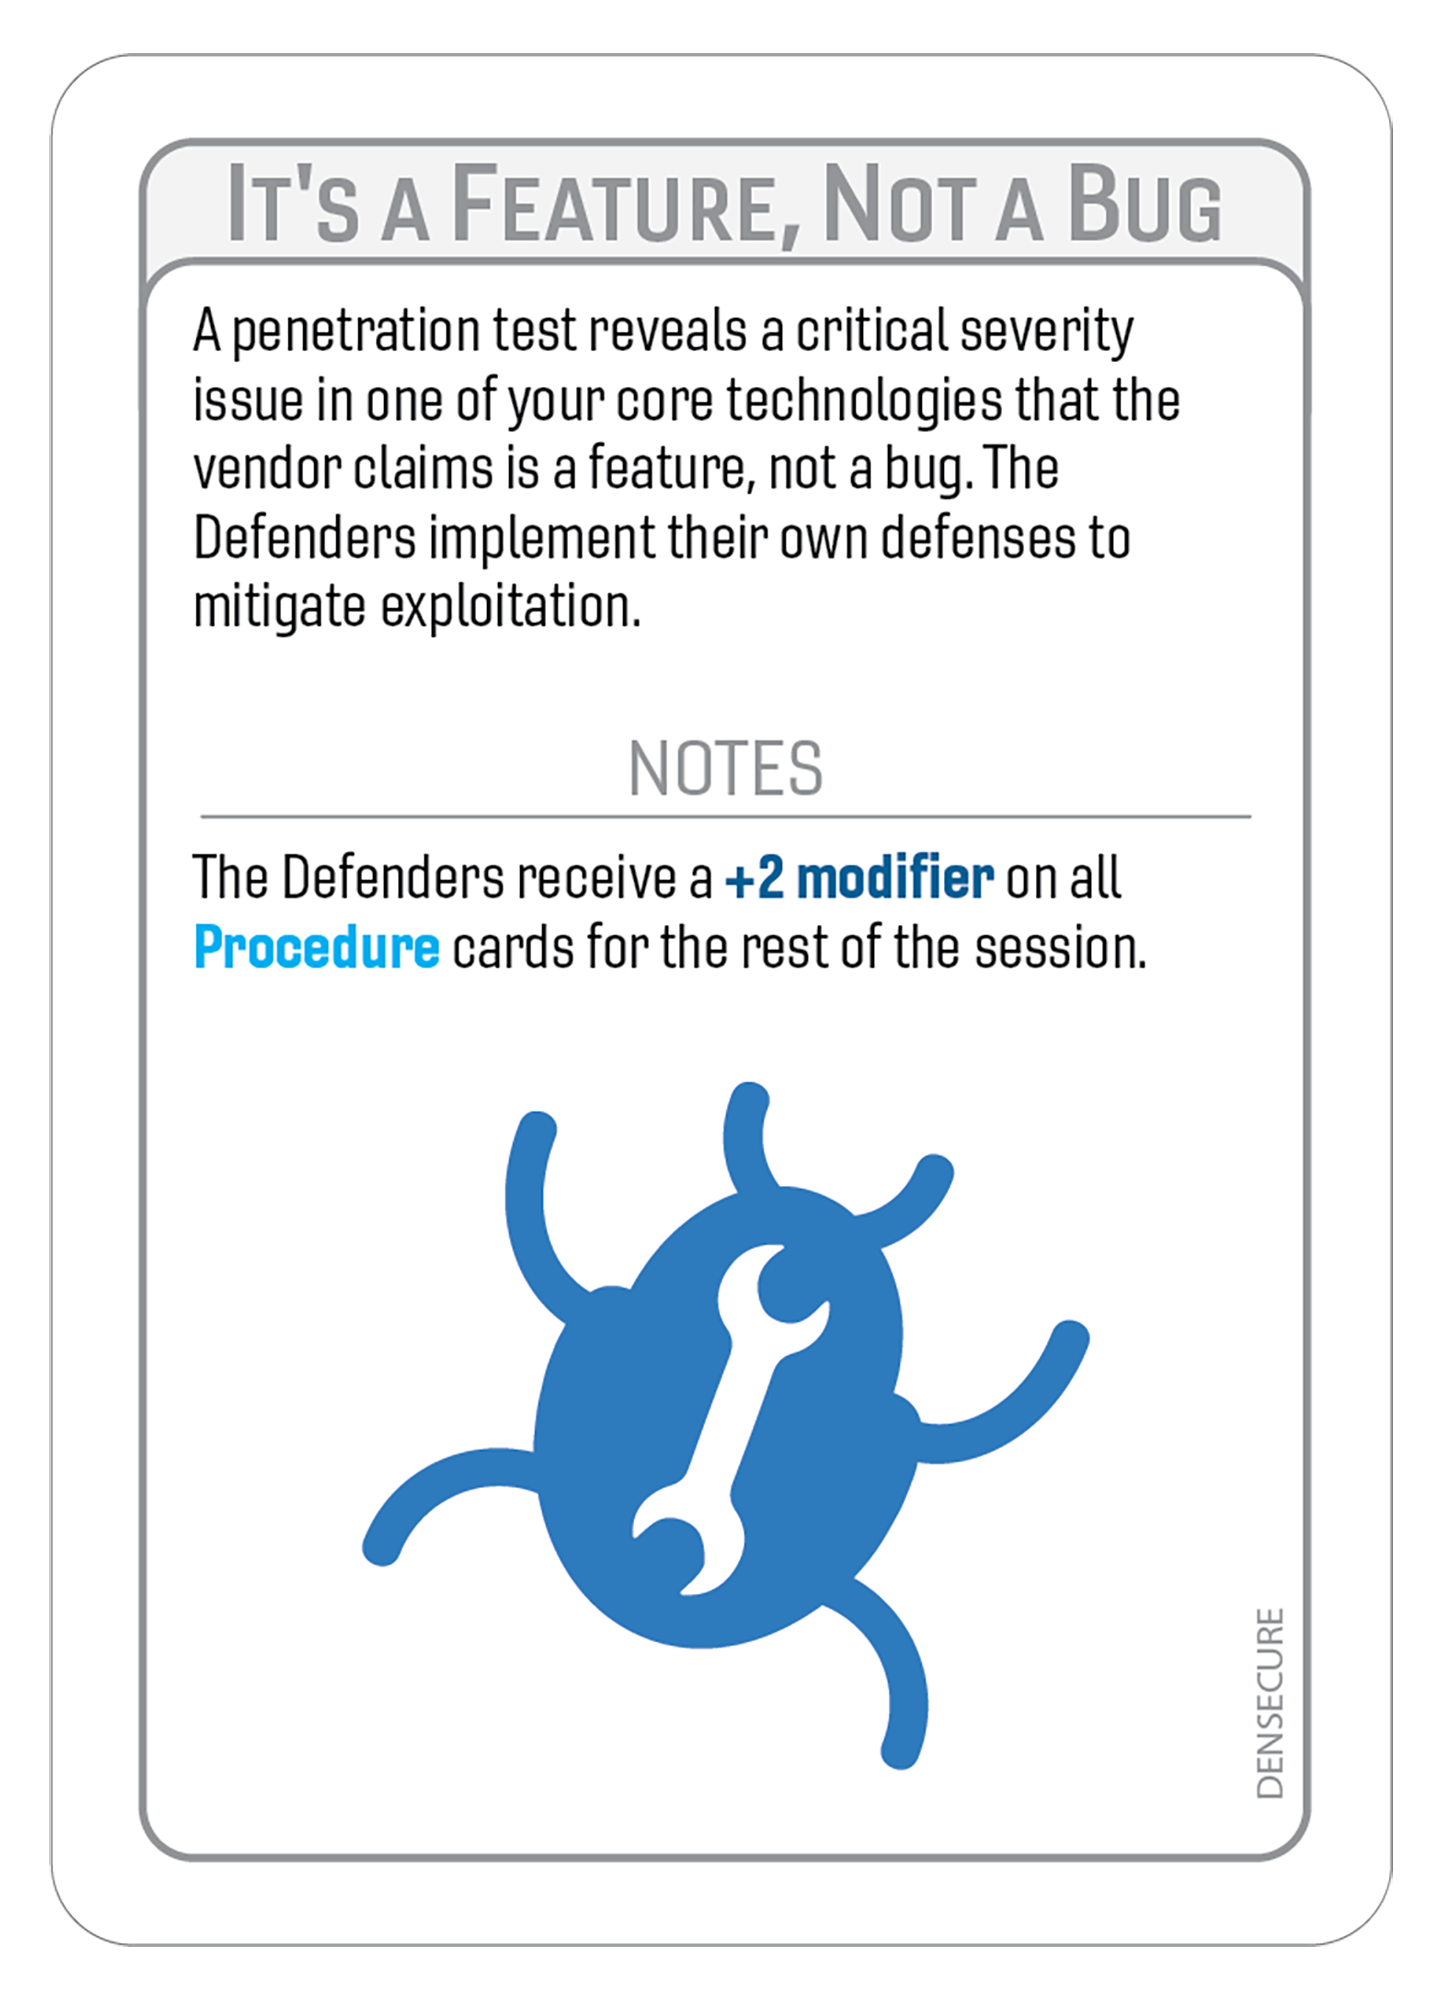 It's a Feature, Not a Bug
A penetration test reveals a critical severity
issue in one of your core technologies that the
vendor claims is a feature, not a bug. The
Defenders implement their own defenses to
mitigate exploitation.
NOTES
The Defenders receive a +2 modifier on all
Procedure cards for the rest of the session.
DENSECURE